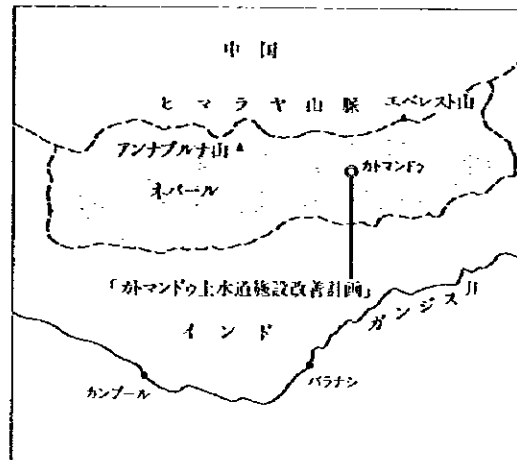 中国
ヒマラヤ山脈
エベレスト山
アンナプルナ山
カトマンドゥ
ネパール
「カトマンドゥ上水道施設改善計画」
インド
ガンジス川
カンプール
バラナシ